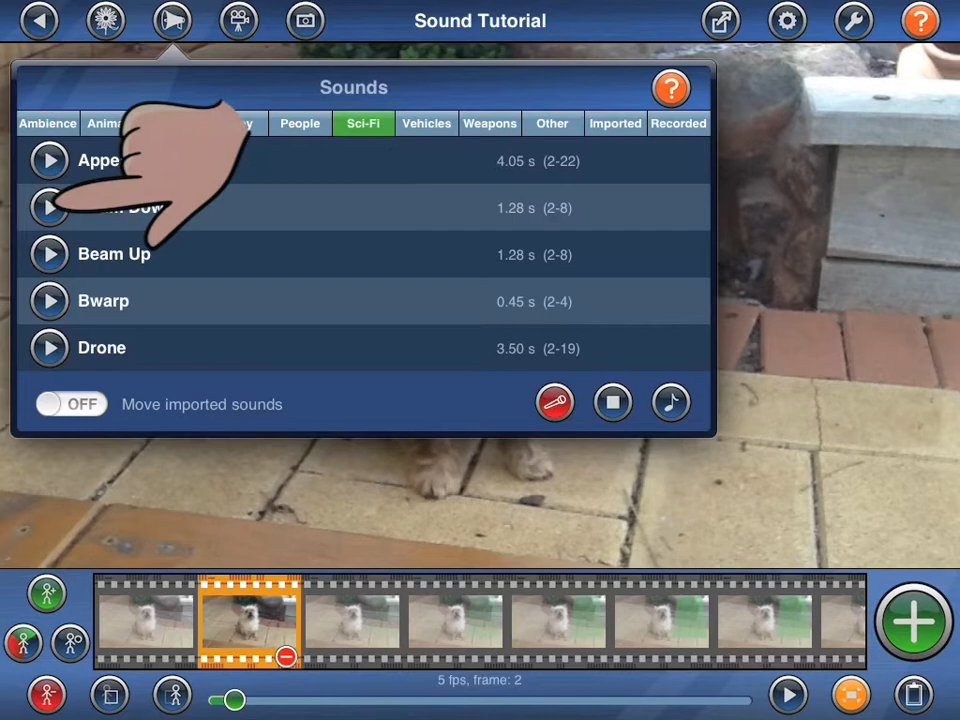 Sound Tutorial
?
Sounds
?
Ambience
People
Sci-Fi
Vehicles
Weapons
Other
Imported
Recorded
4.05 s (2-22)
1.28 s (2-8)
Beam Up 1.28 s (2-8)
Bwarp 0.45 s (2-4)
Drone 3.50 s (2-19)
OFF Move imported sounds
5 fps, frame: 2